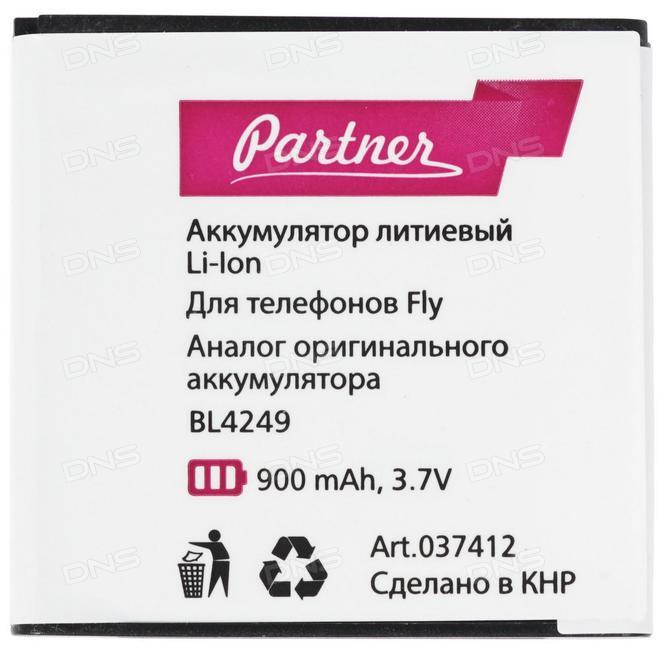 Partner
Аккумулятор литиевый
Li-Ion
Для телефонов Fly
Аналог оригинального
аккумулятора
BL4249
900 mAh, 3.7V
Art.037412
Сделано в КНР
DNS